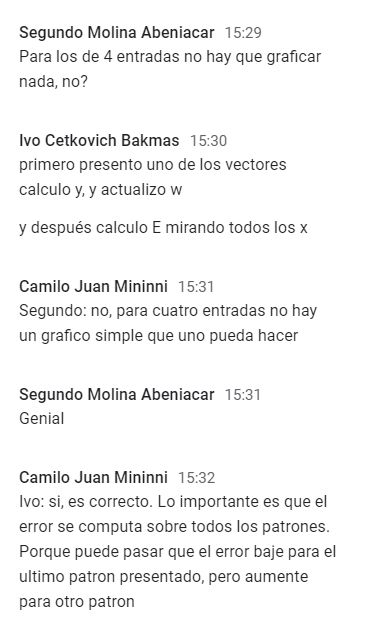 Segundo Molina Abeniacar 15:29
Para los de 4 entradas no hay que graficar
nada, no?
Ivo Cetkovich Bakmas 15:30
primero presento uno de los vectores
calculo y, y actualizo w
y después calculo E mirando todos los x
Camilo Juan Mininni 15:31
Segundo: no, para cuatro entradas no hay
un grafico simple que uno pueda hacer
Segundo Molina Abeniacar 15:31
Genial
Camilo Juan Mininni 15:32
Ivo: si, es correcto. Lo importante es que el
error se computa sobre todos los patrones.
Porque puede pasar que el error baje para el
ultimo patron presentado, pero aumente
para otro patron